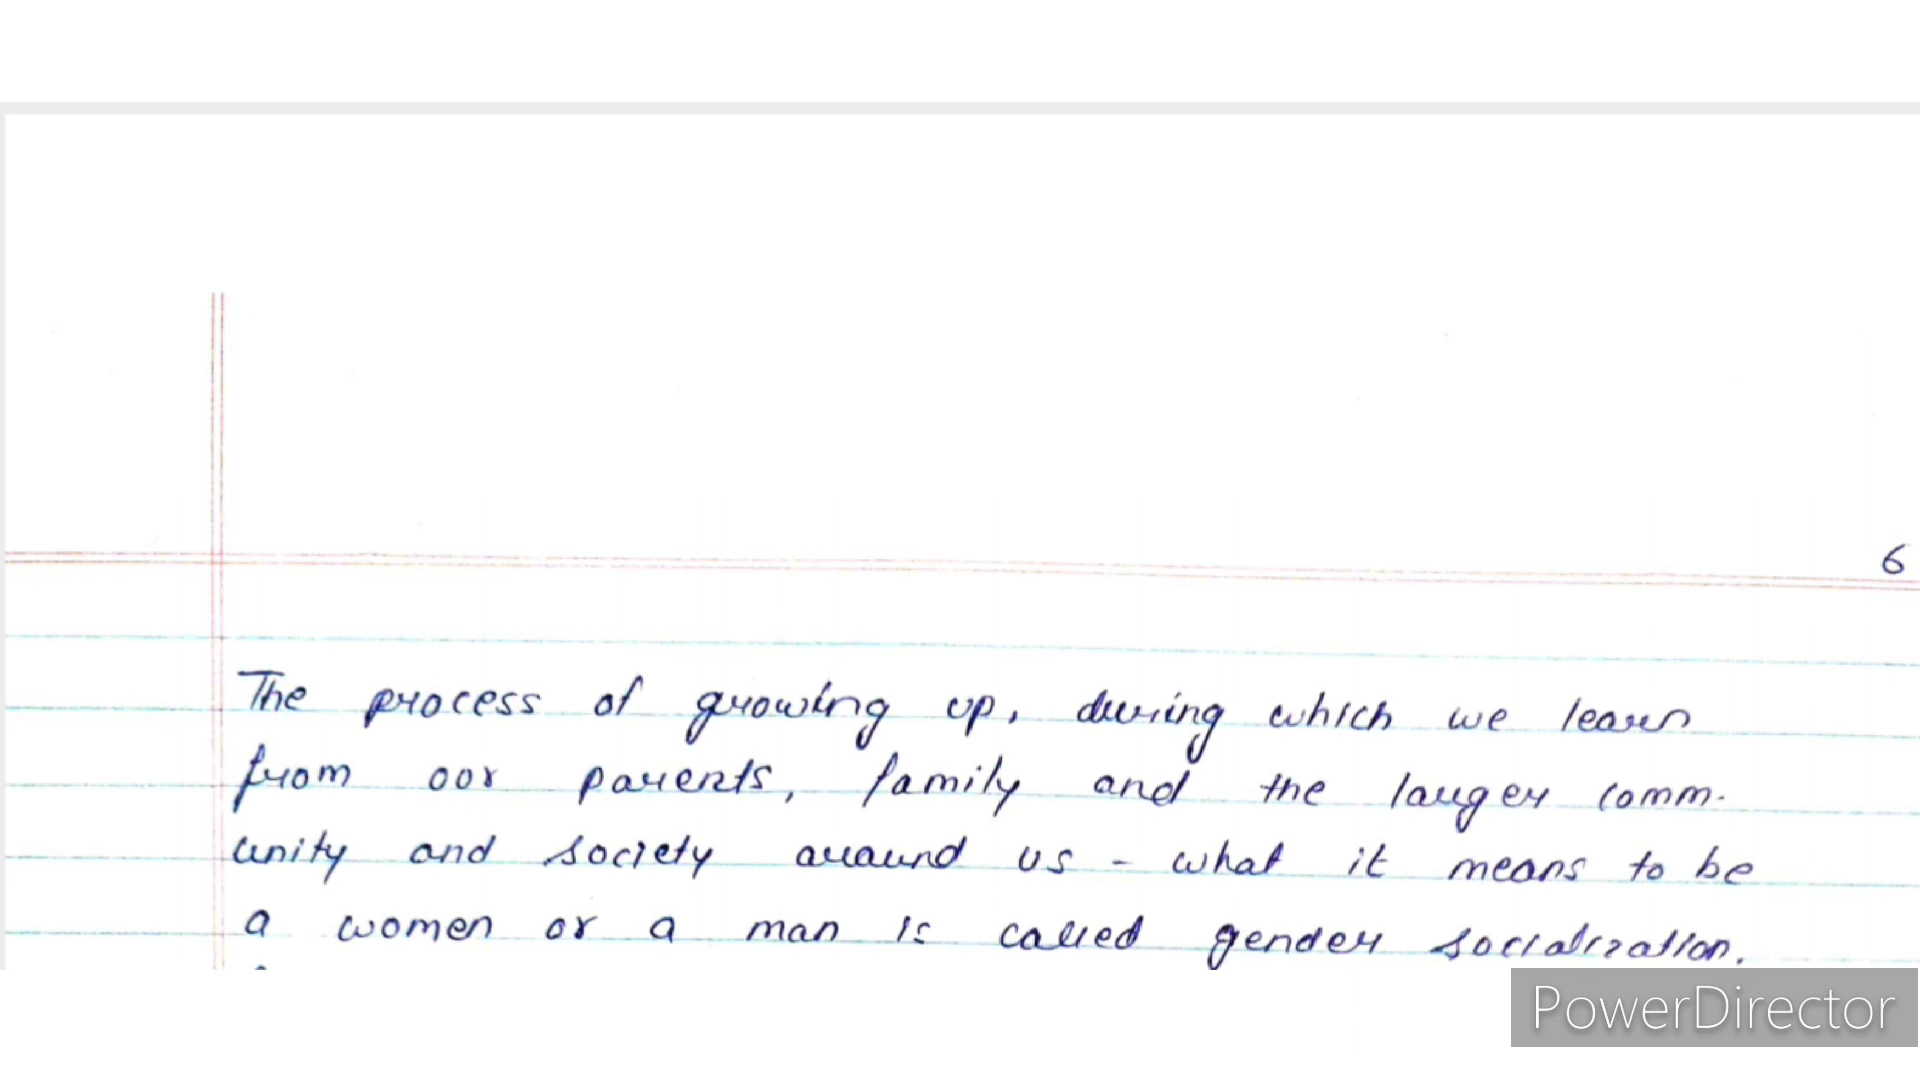 6
The process of growing up, during which we learn
from our parents, family and the larger comm-
unity and society around us - what it means to be
a women or a man is called gender socialization.
PowerDirector